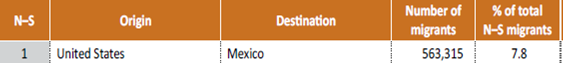 N–S Origin Destination Number of migrants % of total N–S migrants
1 United States Mexico 563,315 7.8